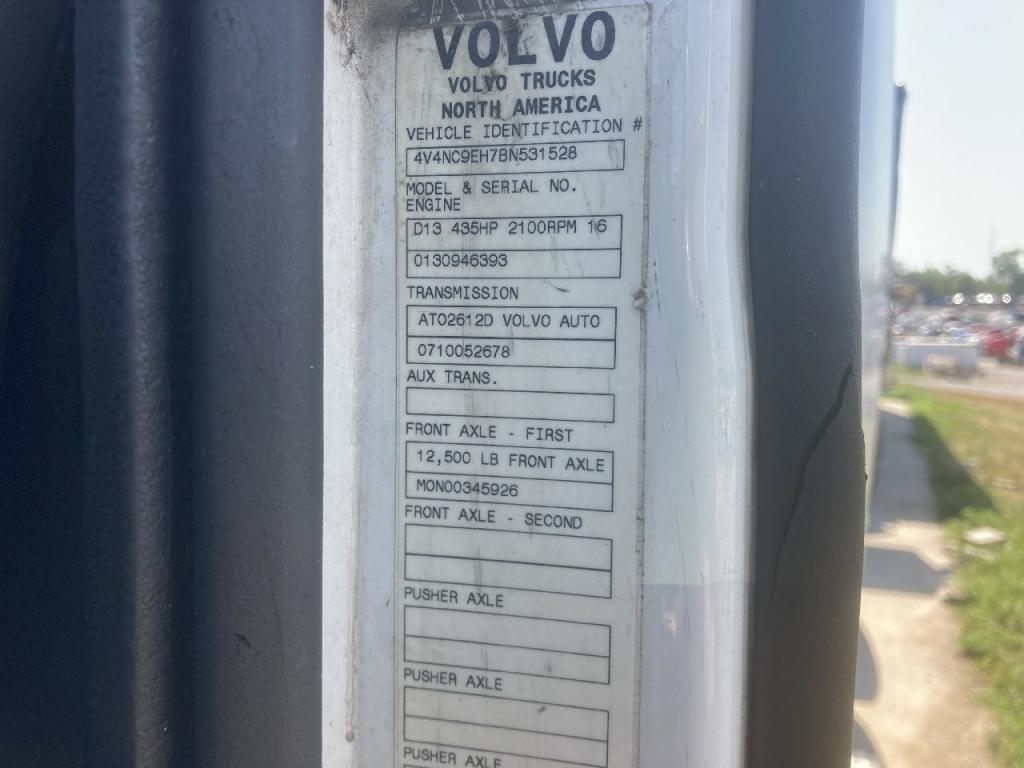 VOLVO
VOLVO TRUCKS
NORTH AMERICA
VEHICLE IDENTIFICATION #
4V4NC9EH7BN531528
MODEL & SERIAL NO.
ENGINE
D13 435HP 2100RPM 16
0130946393
TRANSMISSION
ATO2612D VOLVO AUTO
0710052678
AUX TRANS.
FRONT AXLE - FIRST
12,500 LB FRONT AXLE
MON00345926
FRONT AXLE - SECOND
PUSHER AXLE
PUSHER AXLE
PUSHER AXLE